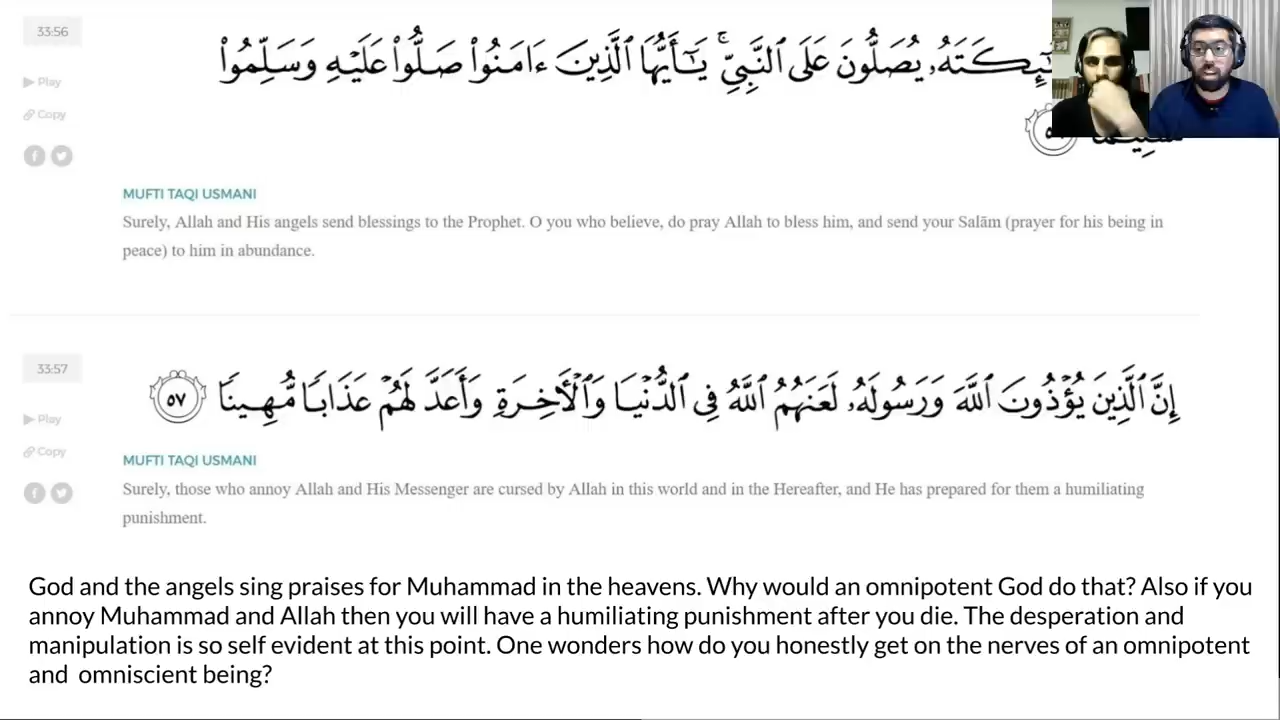 33:56
ئِكَتَهُۥ يُصَلُّونَ عَلَى ٱلنَّبِيِّۚ يَـٰٓأَيُّهَا ٱلَّذِينَ ءَامَنُوا۟ صَلُّوا۟ عَلَيْهِ وَسَلِّمُوا۟
Play
Copy
MUFTI TAQI USMANI
Surely, Allah and His angels send blessings to the Prophet. O you who believe, do pray Allah to bless him, and send your Salām (prayer for his being in
peace) to him in abundance.
33:57
إِنَّ ٱلَّذِينَ يُؤْذُونَ ٱللَّهَ وَرَسُولَهُۥ لَعَنَهُمُ ٱللَّهُ فِى ٱلدُّنْيَا وَٱلْـَٔاخِرَةِ وَأَعَدَّ لَهُمْ عَذَابًا مُّهِينًا ٥٧
Play
Copy
MUFTI TAQI USMANI
Surely, those who annoy Allah and His Messenger are cursed by Allah in this world and in the Hereafter, and He has prepared for them a humiliating
punishment.
God and the angels sing praises for Muhammad in the heavens. Why would an omnipotent God do that? Also if you
annoy Muhammad and Allah then you will have a humiliating punishment after you die. The desperation and
manipulation is so self evident at this point. One wonders how do you honestly get on the nerves of an omnipotent
and omniscient being?